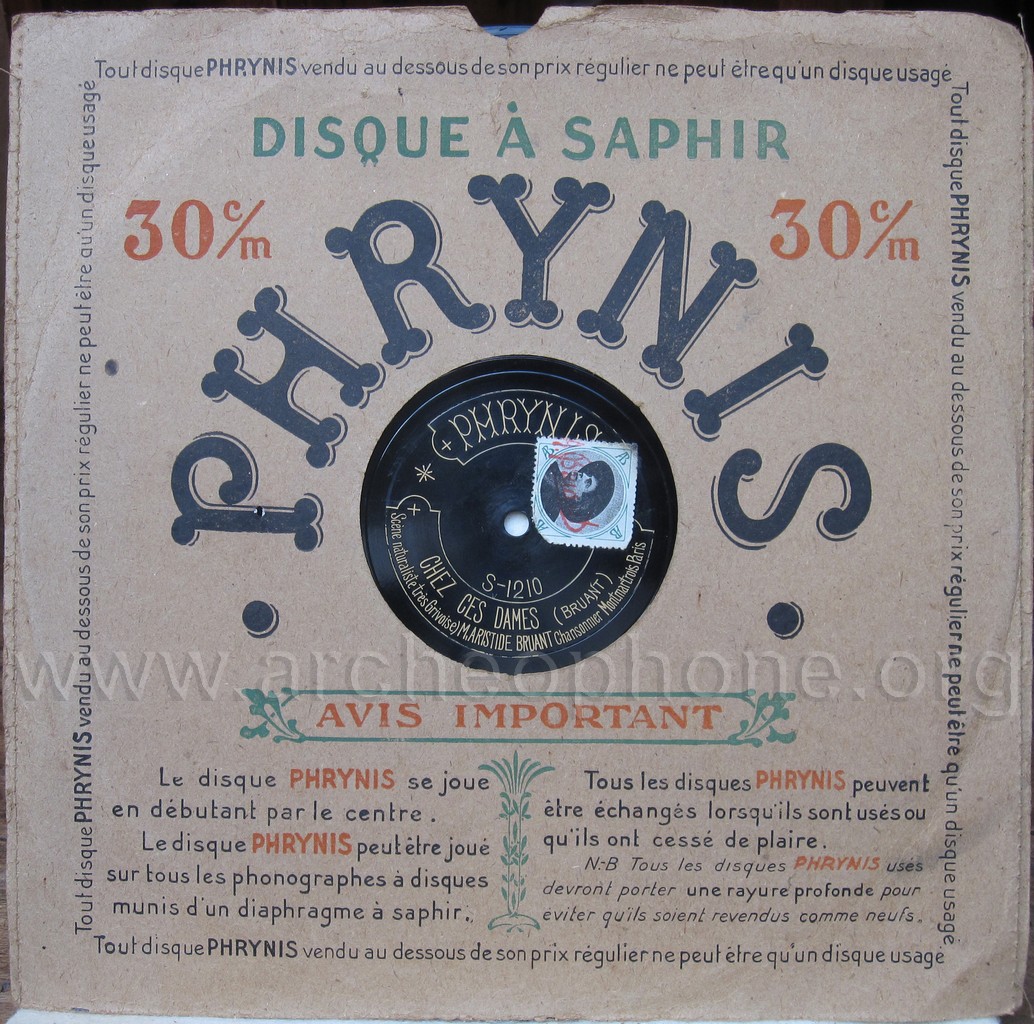 Tout disque PHRYNIS vendu au dessous de son prix régulier ne peut être qu'un disque usagé
DISQUE À SAPHIR
30 c/m
30 c/m
PHRYNIS
Tout disque PHRYNIS vendu au dessous de son prix régulier ne peut être qu'un disque usagé
Tout disque PHRYNIS vendu au dessous de son prix régulier ne peut être qu'un disque usagé
PHRYNIS
S-1210
CHEZ CES DAMES (BRUANT)
Scène naturaliste très Grivoise) M. ARISTIDE BRUANT Chansonnier Montmartrois Paris
www.archeophone.org
AVIS IMPORTANT
Le disque PHRYNIS se joue
en débutant par le centre.
Le disque PHRYNIS peut être joué
sur tous les phonographes à disques
munis d'un diaphragme à saphir.
Tous les disques PHRYNIS peuvent
être échangés lorsqu'ils sont usés ou
qu'ils ont cessé de plaire.
N.-B Tous les disques PHRYNIS usés
devront porter une rayure profonde pour
éviter qu'ils soient revendus comme neufs.
Tout disque PHRYNIS vendu au dessous de son prix régulier ne peut être qu'un disque usagé